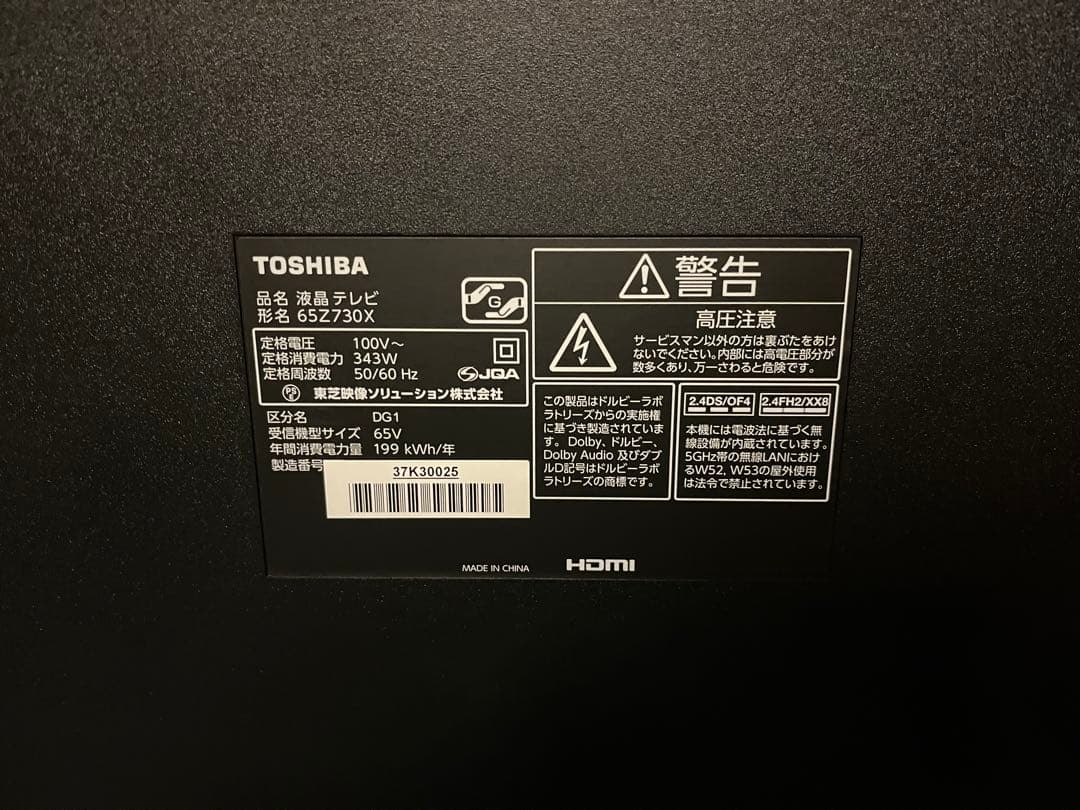 TOSHIBA
品名 液晶テレビ
形名 65Z730X
G
定格電圧 100V～
定格消費電力 343W
定格周波数 50/60 Hz
JQA
PS
E
東芝映像ソリューション株式会社
区分名 DG1
受信機型サイズ 65V
年間消費電力量 199 kWh/年
製造番号
37K30025
MADE IN CHINA
HDMI
警告
高圧注意
サービスマン以外の方は裏ぶたをあけ
ないでください。内部には高電圧部分が
数多くあり、万一さわると危険です。
この製品はドルビーラボ
ラトリーズからの実施権
に基づき製造されていま
す。Dolby、ドルビー、
Dolby Audio 及びダブ
ルD記号はドルビーラボ
ラトリーズの商標です。
2.4DS/OF4 2.4FH2/XX8
本機には電波法に基づく無
線設備が内蔵されています。
5GHz帯の無線LANにおけ
るW52、W53の屋外使用
は法令で禁止されています。